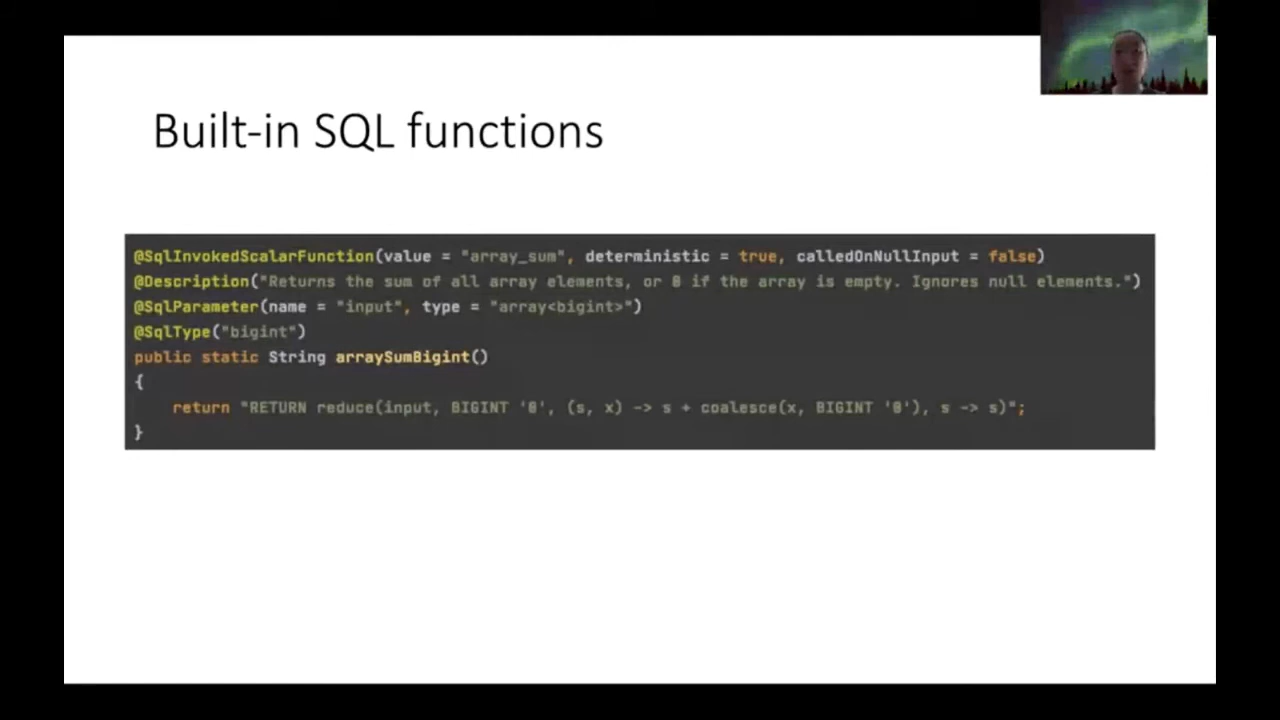 Built-in SQL functions
@SqlInvokedScalarFunction(value = "array_sum", deterministic = true, calledOnNullInput = false)
@Description("Returns the sum of all array elements, or 0 if the array is empty. Ignores null elements.")
@SqlParameter(name = "input", type = "array<bigint>")
@SqlType("bigint")
public static String arraySumBigint()
{
return "RETURN reduce(input, BIGINT '0', (s, x) -> s + coalesce(x, BIGINT '0'), s -> s)";
}